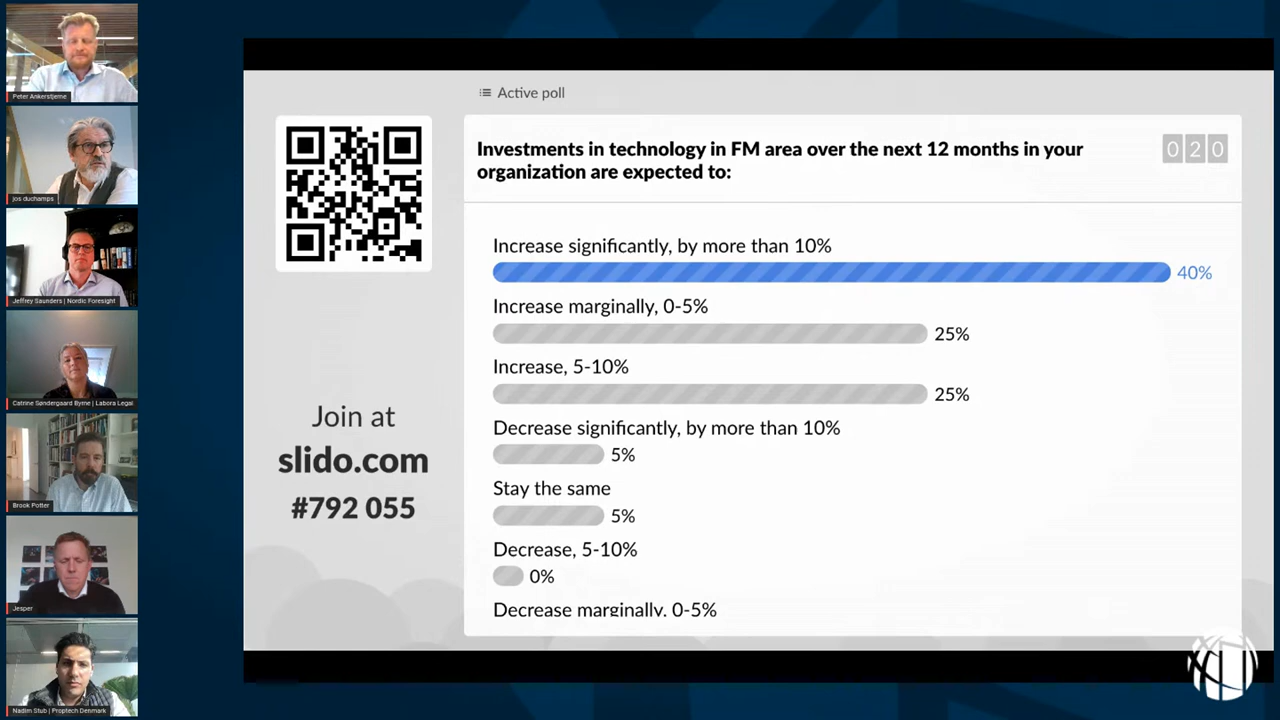 Peter Ankerstjerne
jos duchamps
Jeffrey Saunders | Nordic Foresight
Catrine Søndergaard Byrne | Labora Legal
Brook Potter
Jesper
Nadim Stub | Proptech Denmark
Join at
slido.com
#792 055
Active poll
Investments in technology in FM area over the next 12 months in your
organization are expected to:
020
Increase significantly, by more than 10%
40%
Increase marginally, 0-5%
25%
Increase, 5-10%
25%
Decrease significantly, by more than 10%
5%
Stay the same
5%
Decrease, 5-10%
0%
Decrease marginally, 0-5%